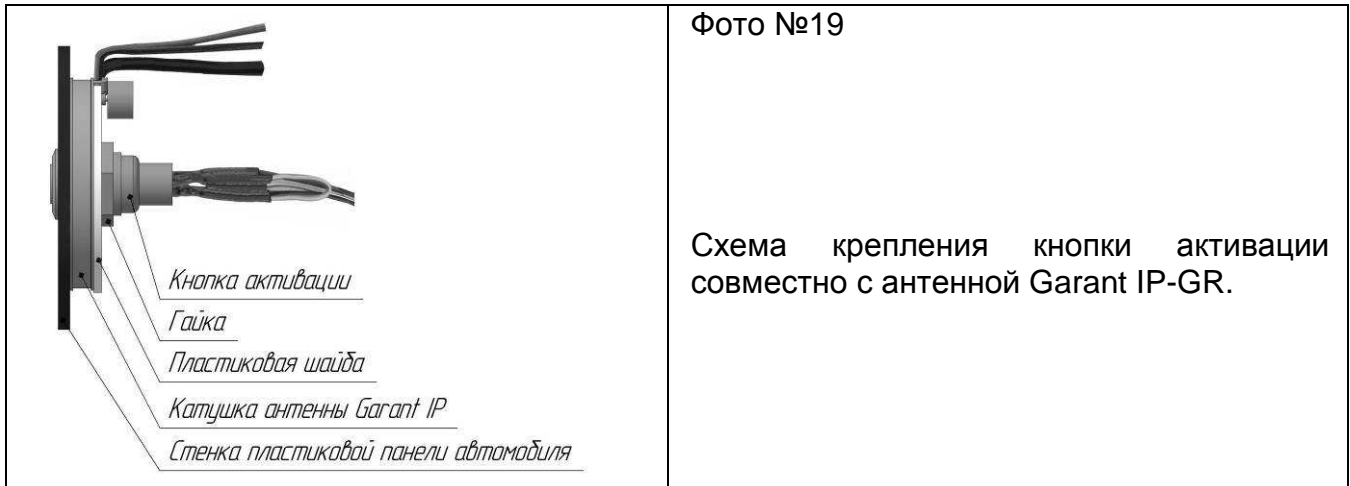 Кнопка активации
Гайка
Пластиковая шайба
Катушка антенны Garant IP
Стенка пластиковой панели автомобиля
Фото №19
Схема крепления кнопки активации
совместно с антенной Garant IP-GR.